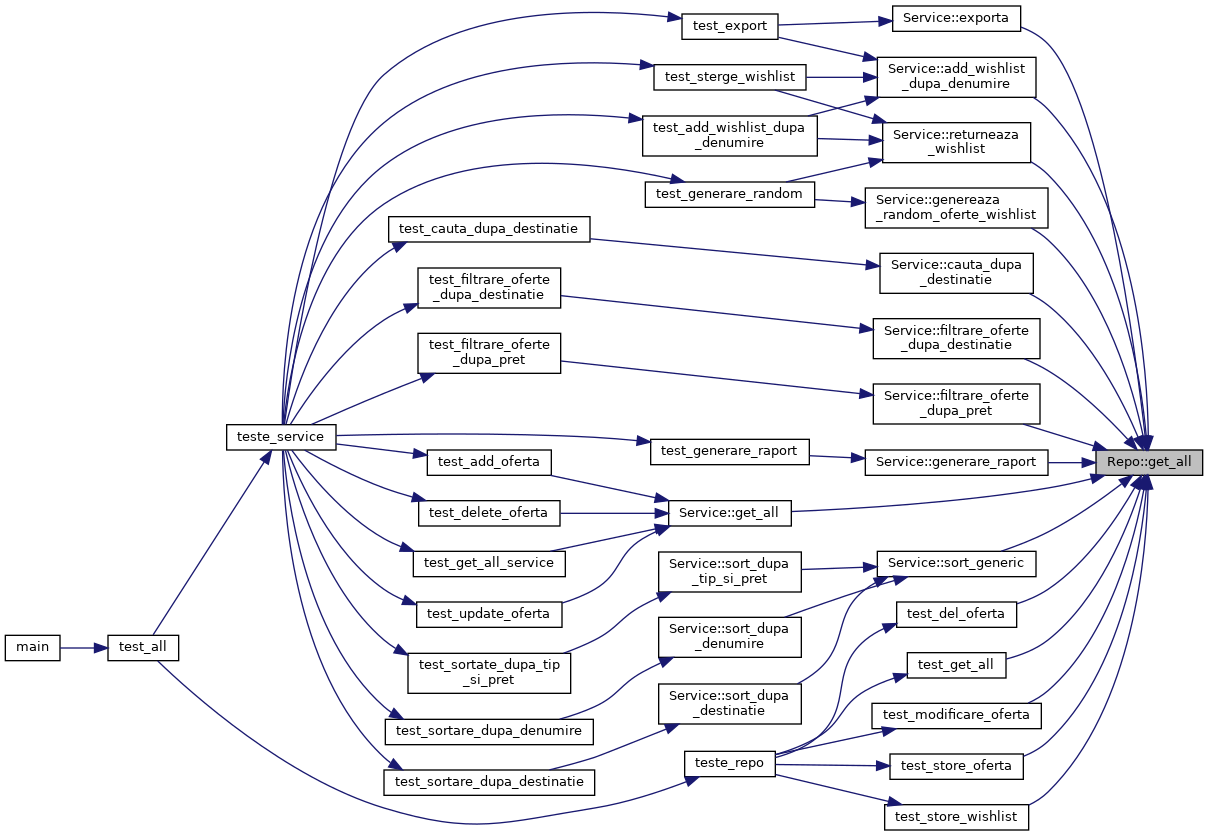 test_export
Service::exporta
test_sterge_wishlist
Service::add_wishlist
_dupa_denumire
test_add_wishlist_dupa
_denumire
Service::returneaza
_wishlist
test_generare_random
Service::genereaza
_random_oferte_wishlist
test_cauta_dupa_destinatie
Service::cauta_dupa
_destinatie
test_filtrare_oferte
_dupa_destinatie
Service::filtrare_oferte
_dupa_destinatie
test_filtrare_oferte
_dupa_pret
Service::filtrare_oferte
_dupa_pret
teste_service
test_generare_raport
Service::generare_raport
Repo::get_all
test_add_oferta
test_delete_oferta
Service::get_all
test_get_all_service
Service::sort_dupa
_tip_si_pret
Service::sort_generic
test_update_oferta
test_del_oferta
Service::sort_dupa
_denumire
main
test_all
test_sortate_dupa_tip
_si_pret
test_get_all
Service::sort_dupa
_destinatie
test_modificare_oferta
test_sortare_dupa_denumire
teste_repo
test_store_oferta
test_sortare_dupa_destinatie
test_store_wishlist